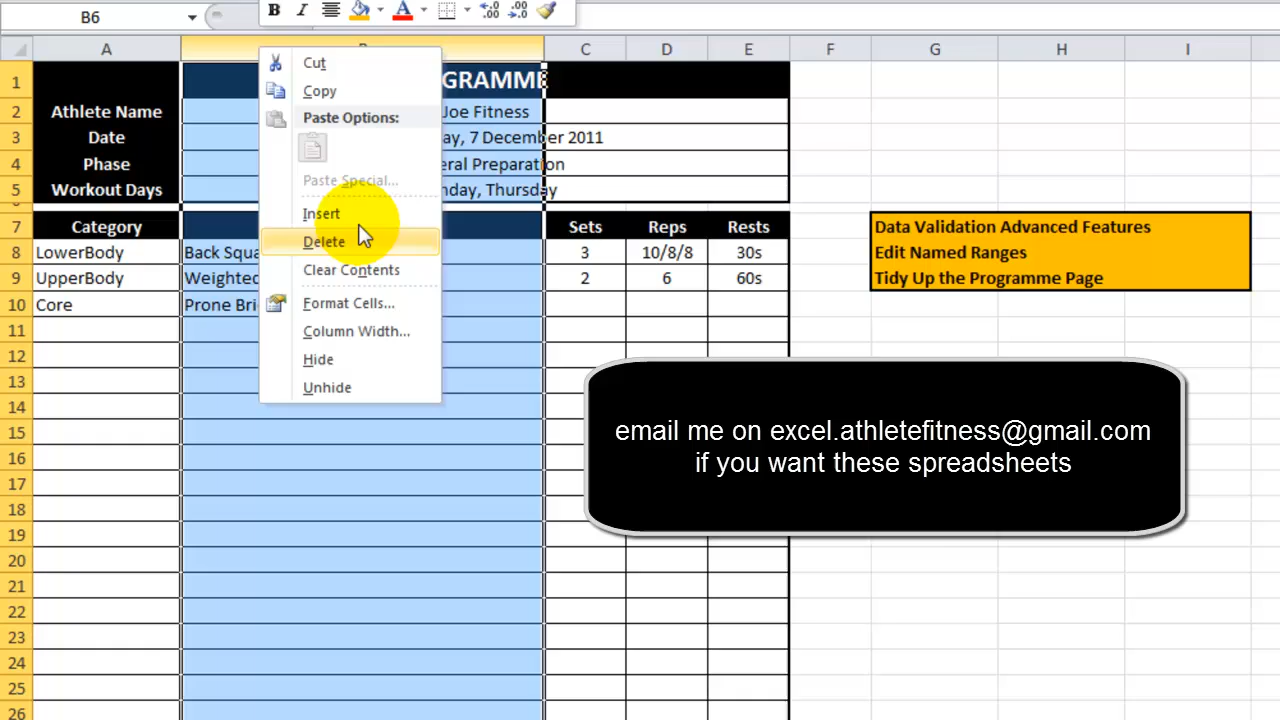 B6
B I
A B C D E F G H I
1 GRAMME
2 Athlete Name Joe Fitness
3 Date ay, 7 December 2011
4 Phase eral Preparation
5 Workout Days nday, Thursday
7 Category Sets Reps Rests
8 LowerBody Back Squa 3 10/8/8 30s
9 UpperBody Weighted 2 6 60s
10 Core Prone Bri
11
12
13
14
15
16
17
18
19
20
21
22
23
24
25
26
Cut
Copy
Paste Options:
Paste Special...
Insert
Delete
Clear Contents
Format Cells...
Column Width...
Hide
Unhide
Data Validation Advanced Features
Edit Named Ranges
Tidy Up the Programme Page
email me on excel.athletefitness@gmail.com
if you want these spreadsheets